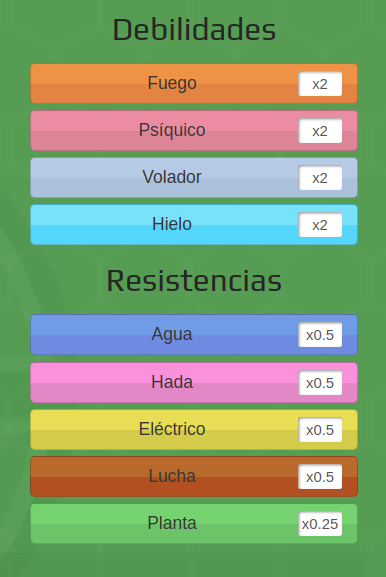 Debilidades
Fuego x2
Psíquico x2
Volador x2
Hielo x2
Resistencias
Agua x0.5
Hada x0.5
Eléctrico x0.5
Lucha x0.5
Planta x0.25